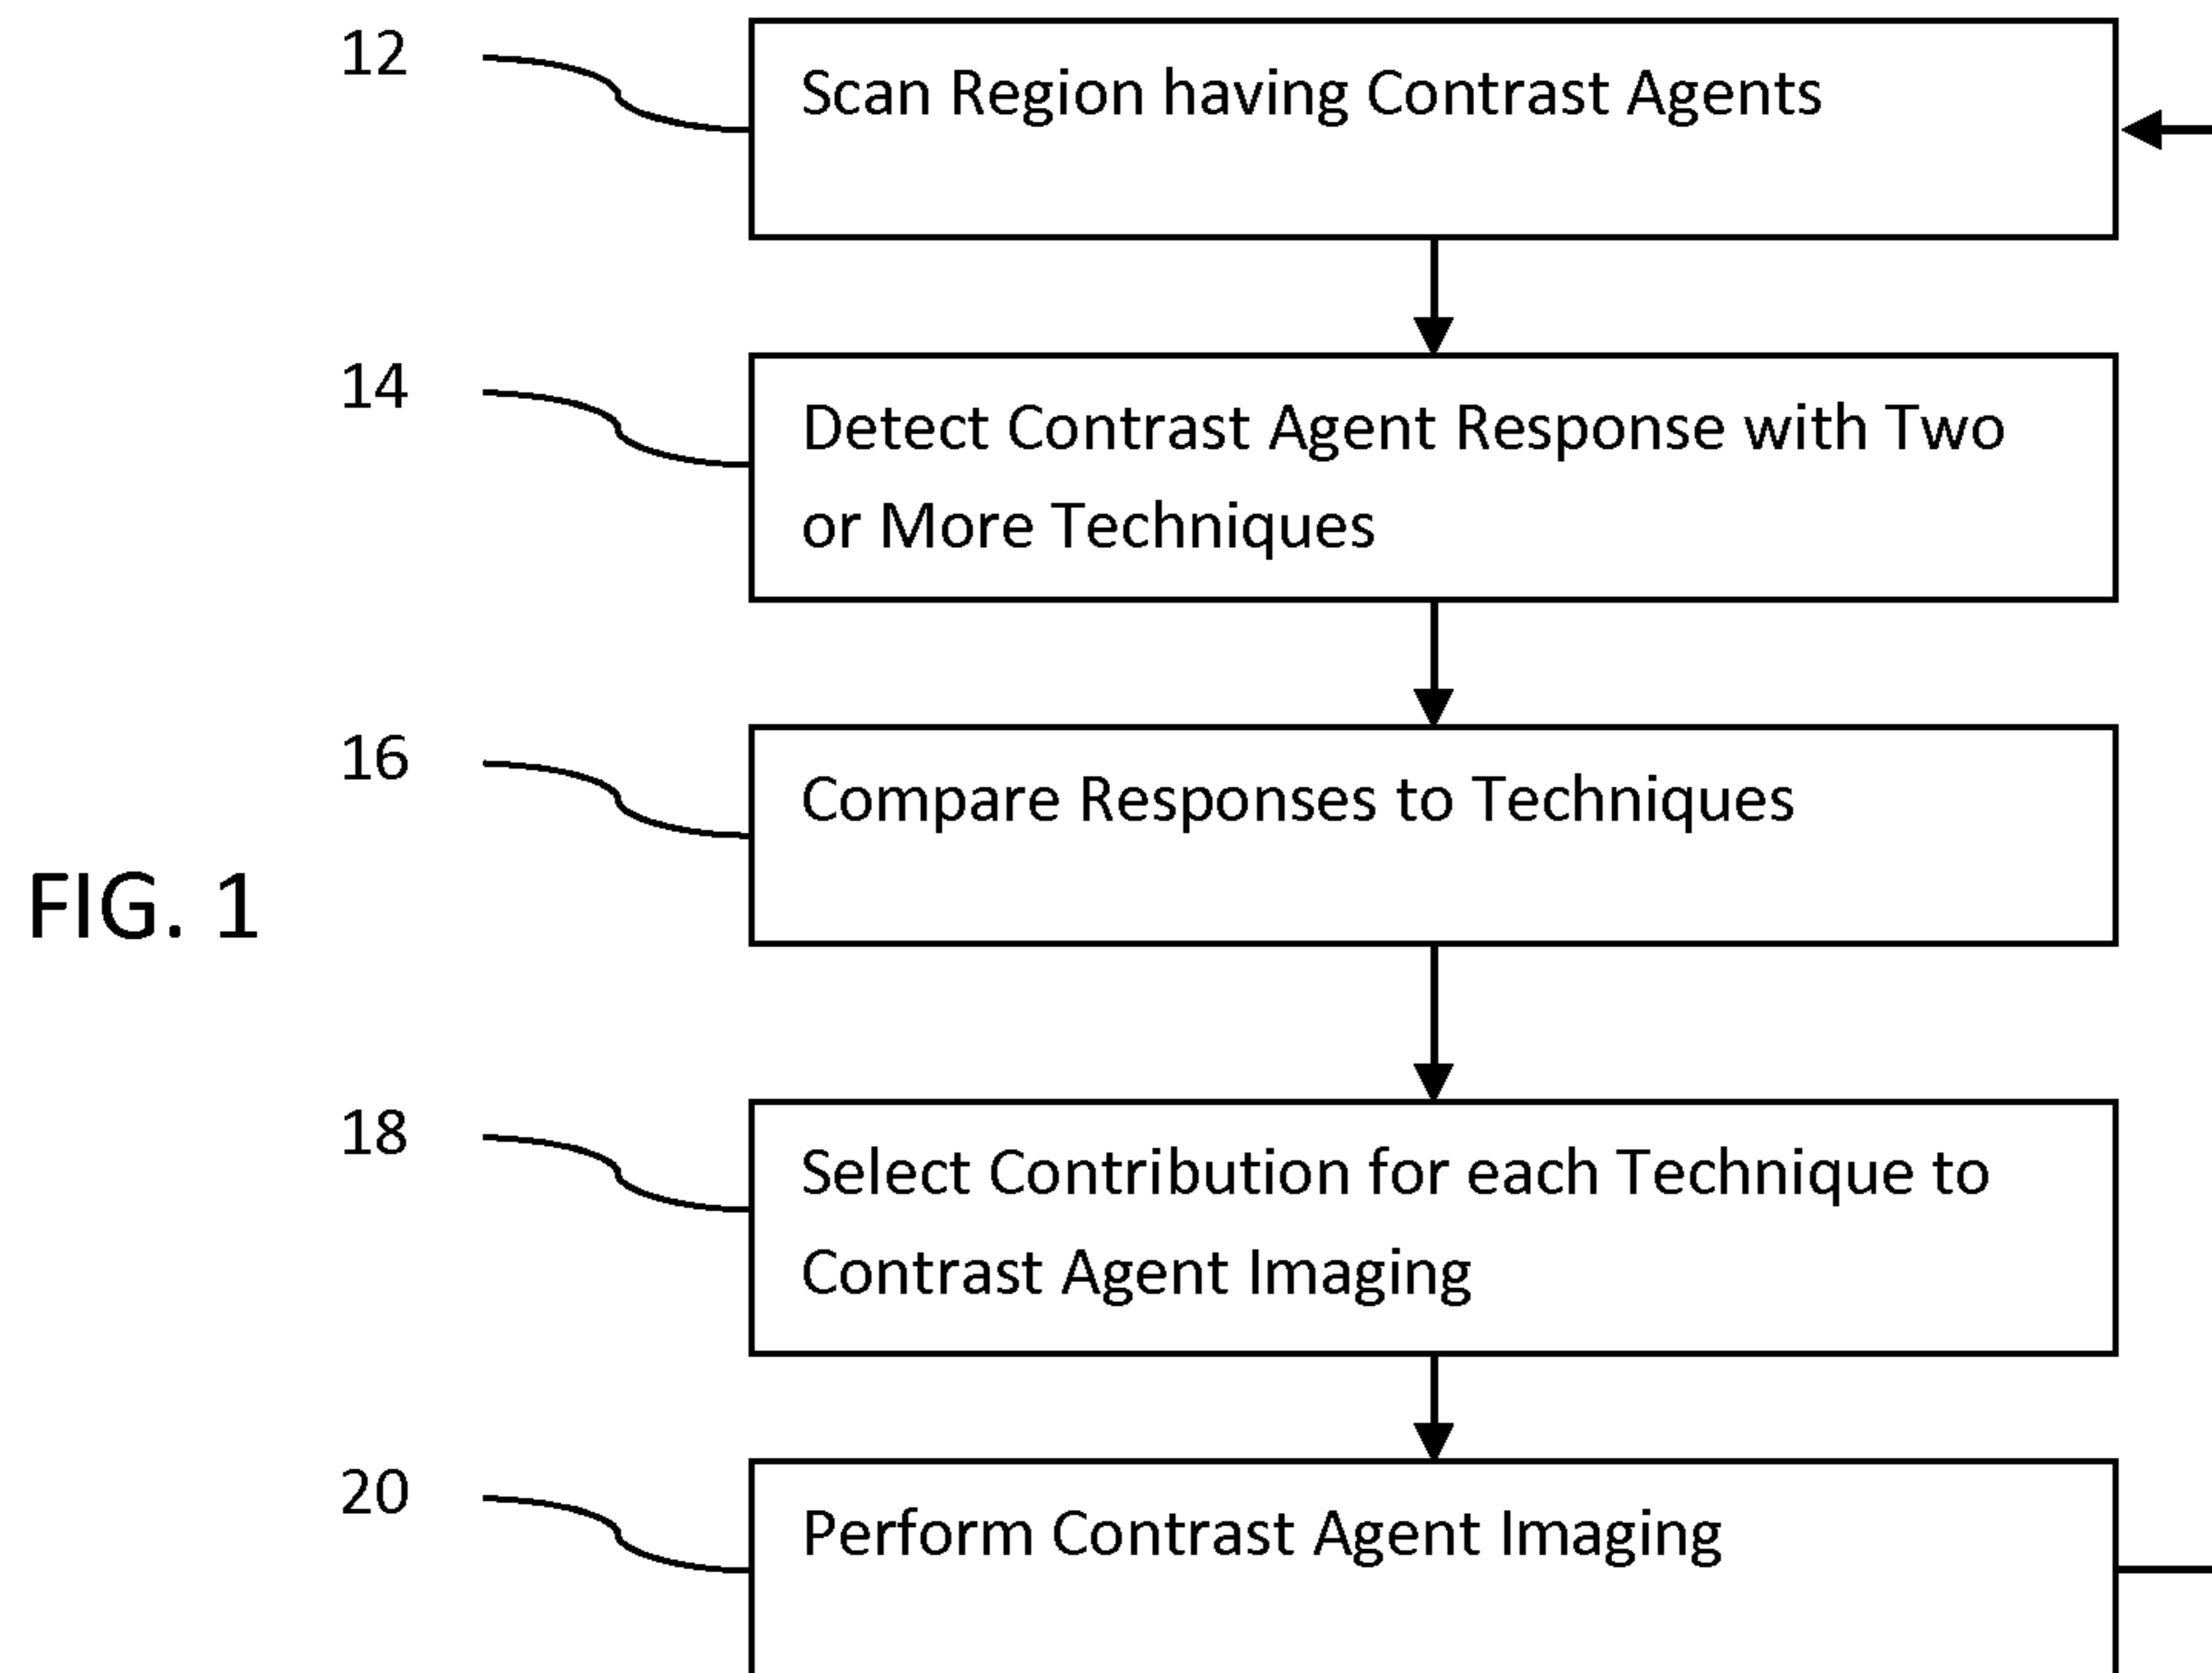 12
Scan Region having Contrast Agents
14
Detect Contrast Agent Response with Two
or More Techniques
16
Compare Responses to Techniques
FIG. 1
18
Select Contribution for each Technique to
Contrast Agent Imaging
20
Perform Contrast Agent Imaging